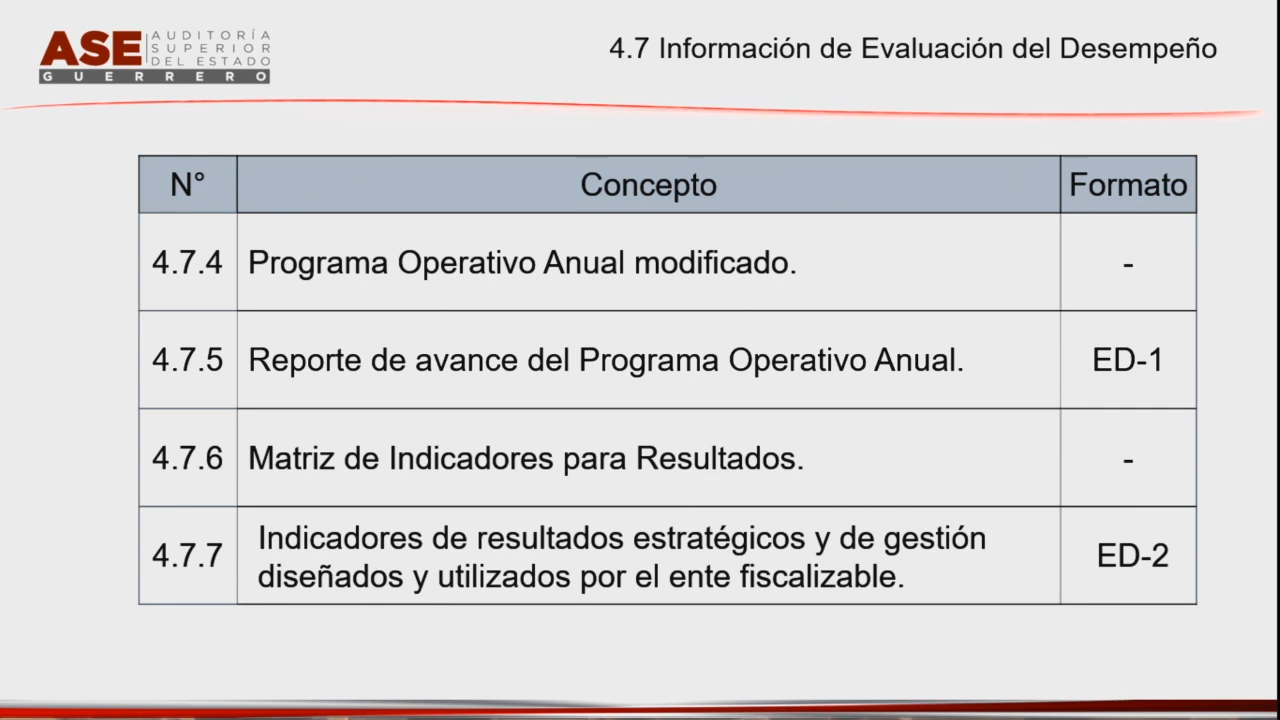 ASE
AUDITORÍA
SUPERIOR
DEL ESTADO
GUERRERO
4.7 Información de Evaluación del Desempeño
N° Concepto Formato
4.7.4 Programa Operativo Anual modificado. -
4.7.5 Reporte de avance del Programa Operativo Anual. ED-1
4.7.6 Matriz de Indicadores para Resultados. -
4.7.7 Indicadores de resultados estratégicos y de gestión
diseñados y utilizados por el ente fiscalizable. ED-2